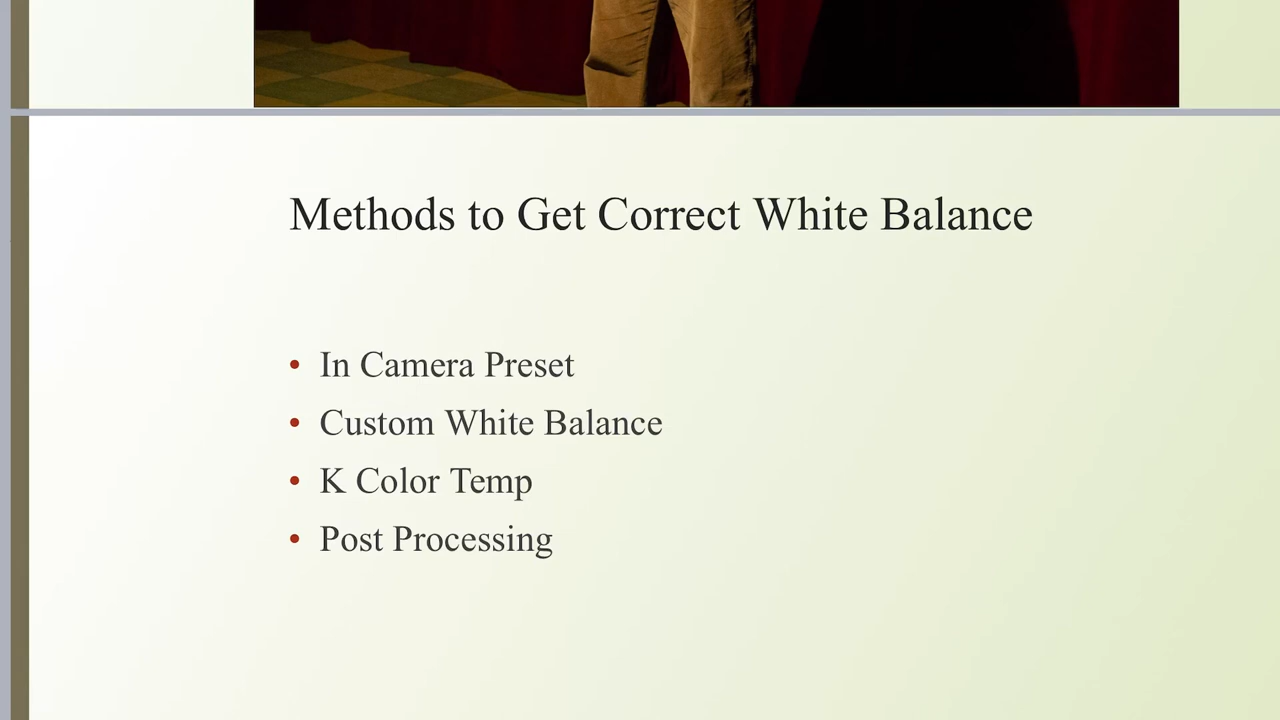 Methods to Get Correct White Balance
• In Camera Preset
• Custom White Balance
• K Color Temp
• Post Processing